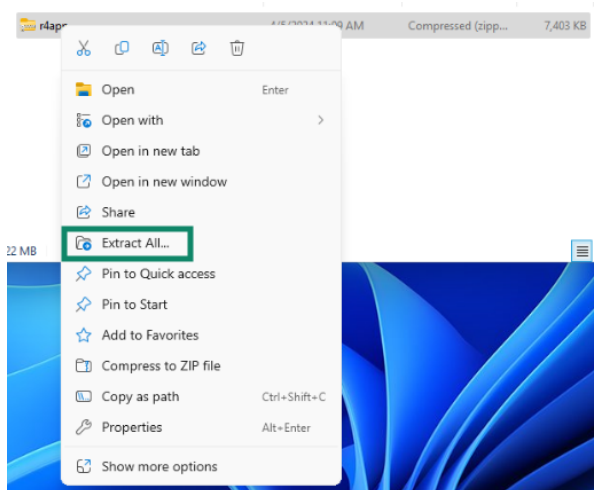 r4app 4/5/2024 11:09 AM Compressed (zipp... 7,403 KB
Open Enter
Open with
Open in new tab
Open in new window
Share
22 MB Extract All...
Pin to Quick access
Pin to Start
Add to Favorites
Compress to ZIP file
Copy as path Ctrl+Shift+C
Properties Alt+Enter
Show more options